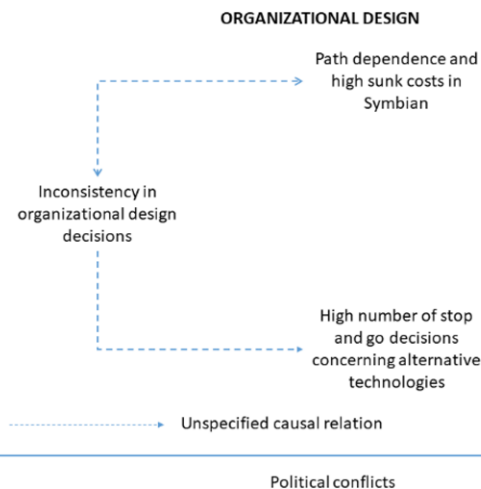 ORGANIZATIONAL DESIGN
Path dependence and
high sunk costs in
Symbian
Inconsistency in
organizational design
decisions
High number of stop
and go decisions
concerning alternative
technologies
Unspecified causal relation
Political conflicts